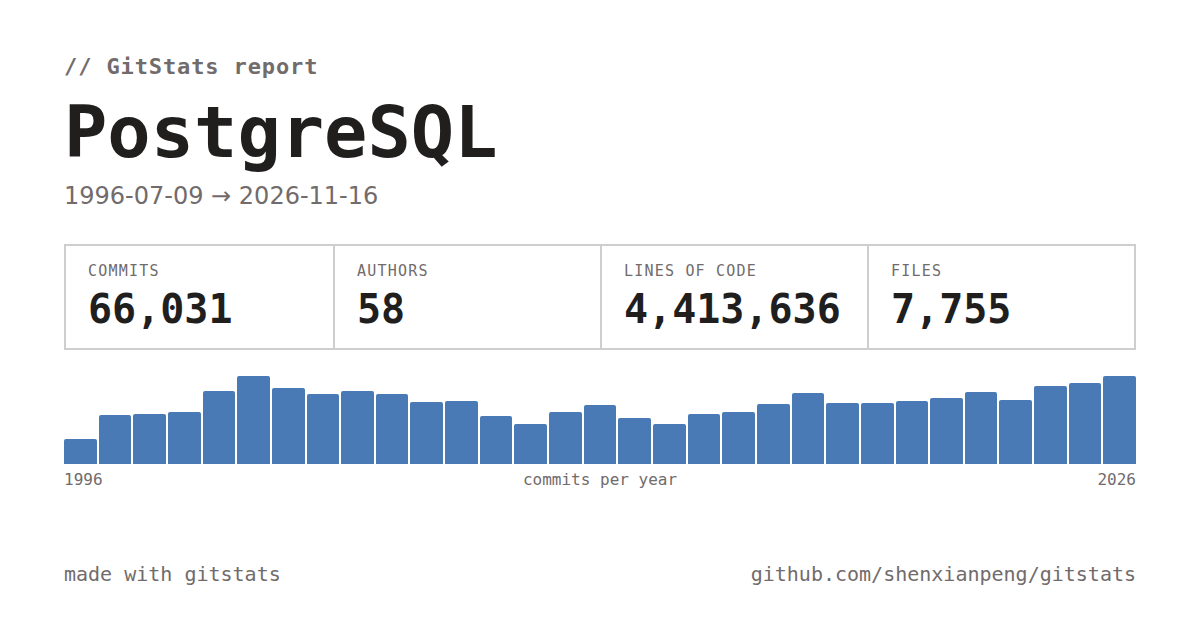 // GitStats report
PostgreSQL
1996-07-09 → 2026-11-16
COMMITS AUTHORS LINES OF CODE FILES
66,031 58 4,413,636 7,755
1996 commits per year 2026
made with gitstats github.com/shenxianpeng/gitstats